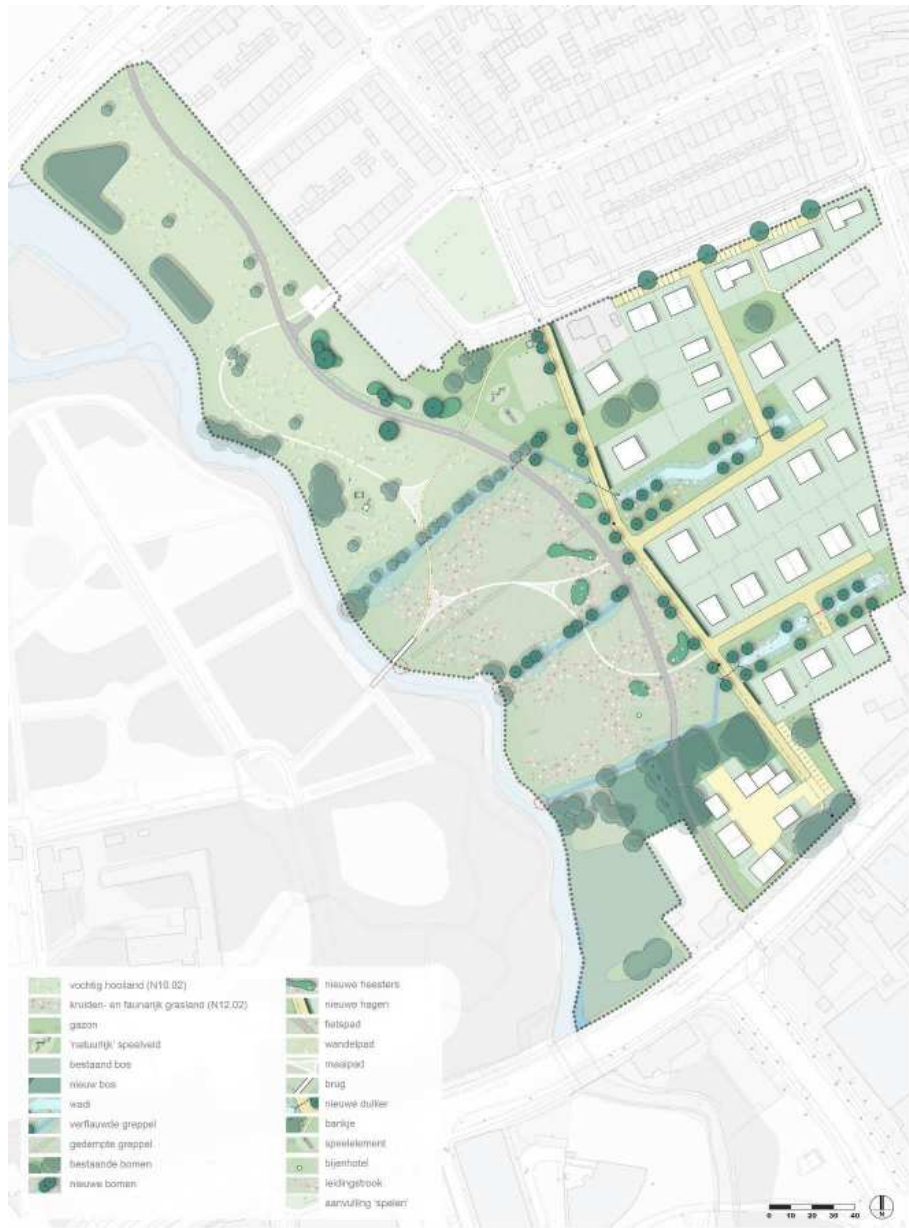 vochtig hooiland (N10.02)
kruiden- en faunarijk grasland (N12.02)
gazon
'natuurlijk' speelveld
bestaand bos
nieuw bos
wadi
verflauwde greppel
gedempte greppel
bestaande bomen
nieuwe bomen
nieuwe heesters
nieuwe hagen
fietspad
wandelpad
maaipad
brug
nieuwe duiker
bankje
speelelement
bijenhotel
leidingstrook
aanvulling 'spelen'
0 10 20 30 40
N